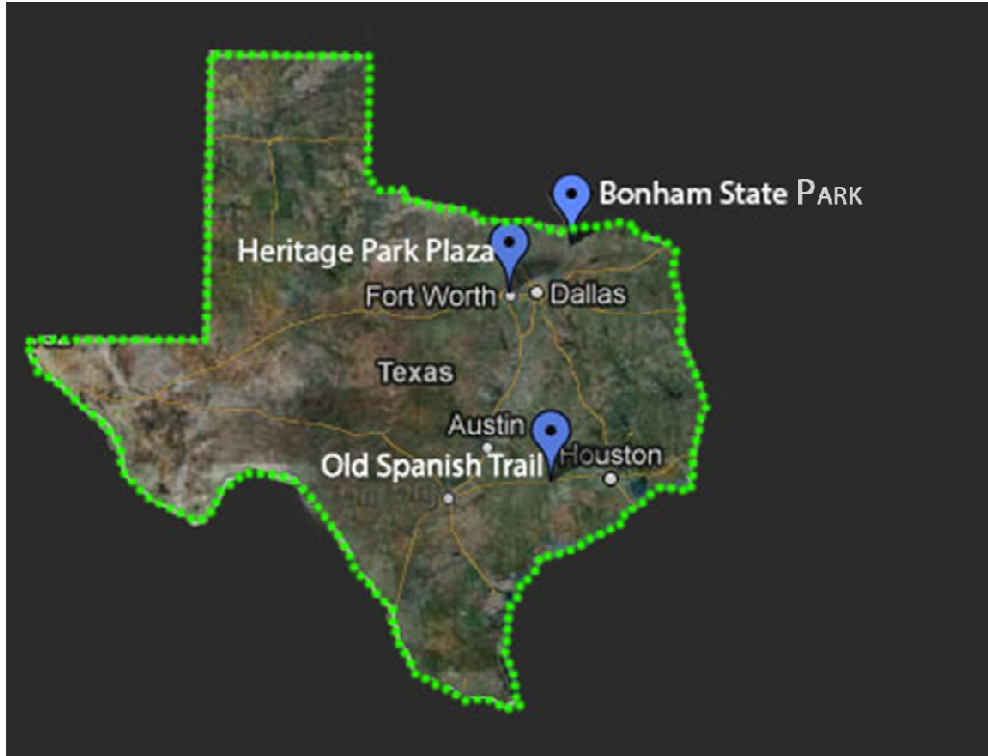 Bonham State PARK
Heritage Park Plaza
Fort Worth
Dallas
Texas
Austin
Houston
Old Spanish Trail